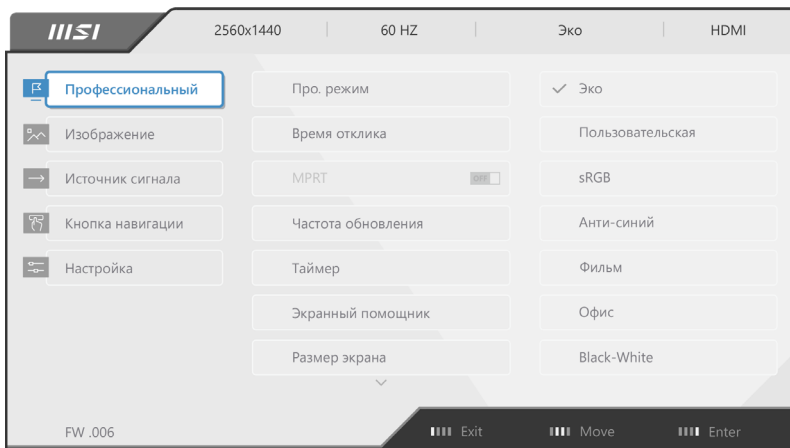 msi 2560x1440 60 HZ Эко HDMI
Профессиональный Про. режим Эко
Изображение Время отклика Пользовательская
Источник сигнала MPRT OFF sRGB
Кнопка навигации Частота обновления Анти-синий
Настройка Таймер Фильм
Экранный помощник Офис
Размер экрана Black-White
FW .006 Exit Move Enter